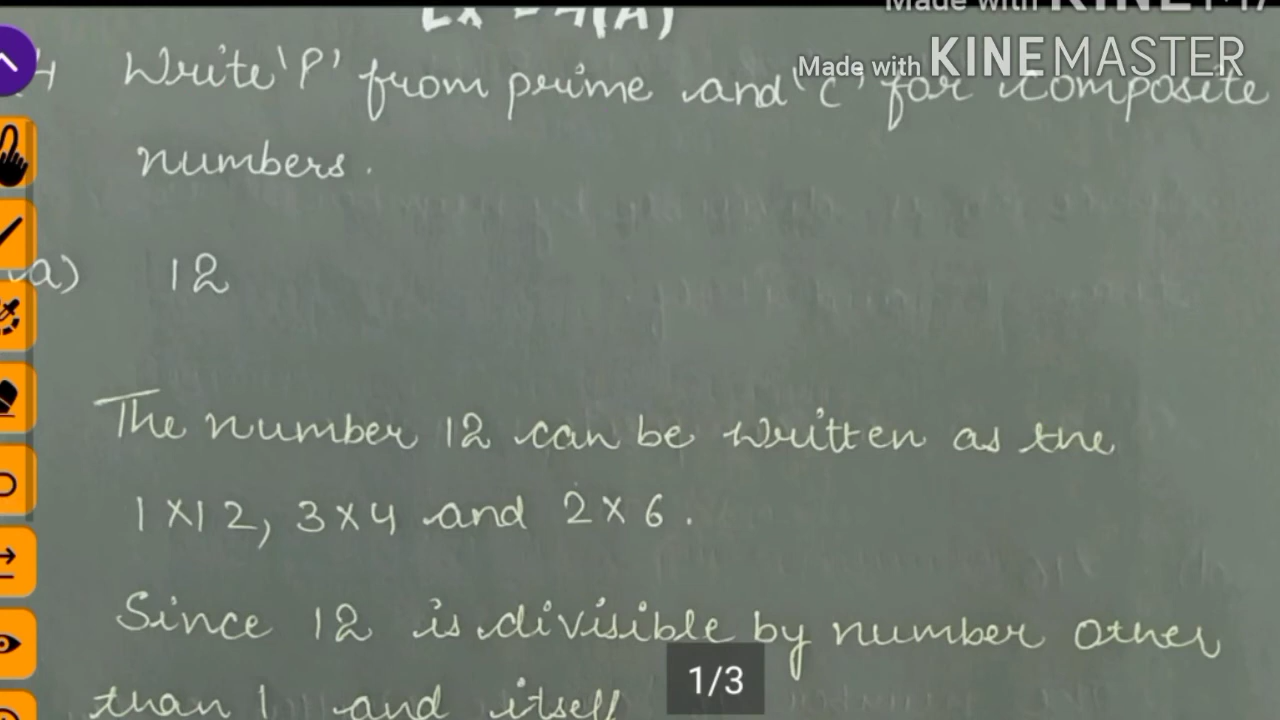 Ex - 4(A)
Write 'P' from prime and 'C' for composite
numbers.
a) 12
The number 12 can be written as the
1×12, 3×4 and 2×6.
Since 12 is divisible by number other
than 1 and itself
Made with KINEMASTER
1/3